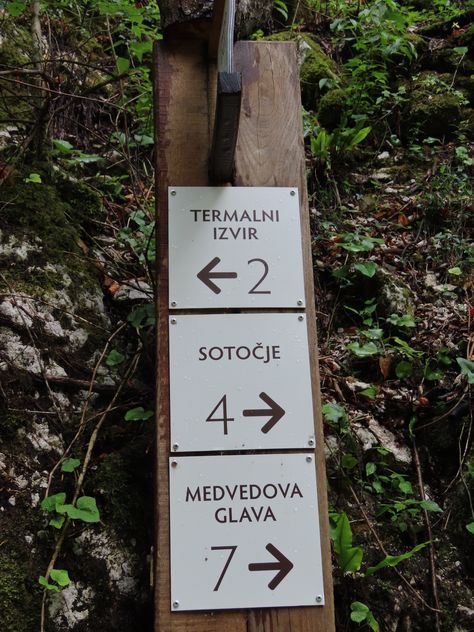 TERMALNI
IZVIR
← 2
SOTOČJE
4 →
MEDVEDOVA
GLAVA
7 →